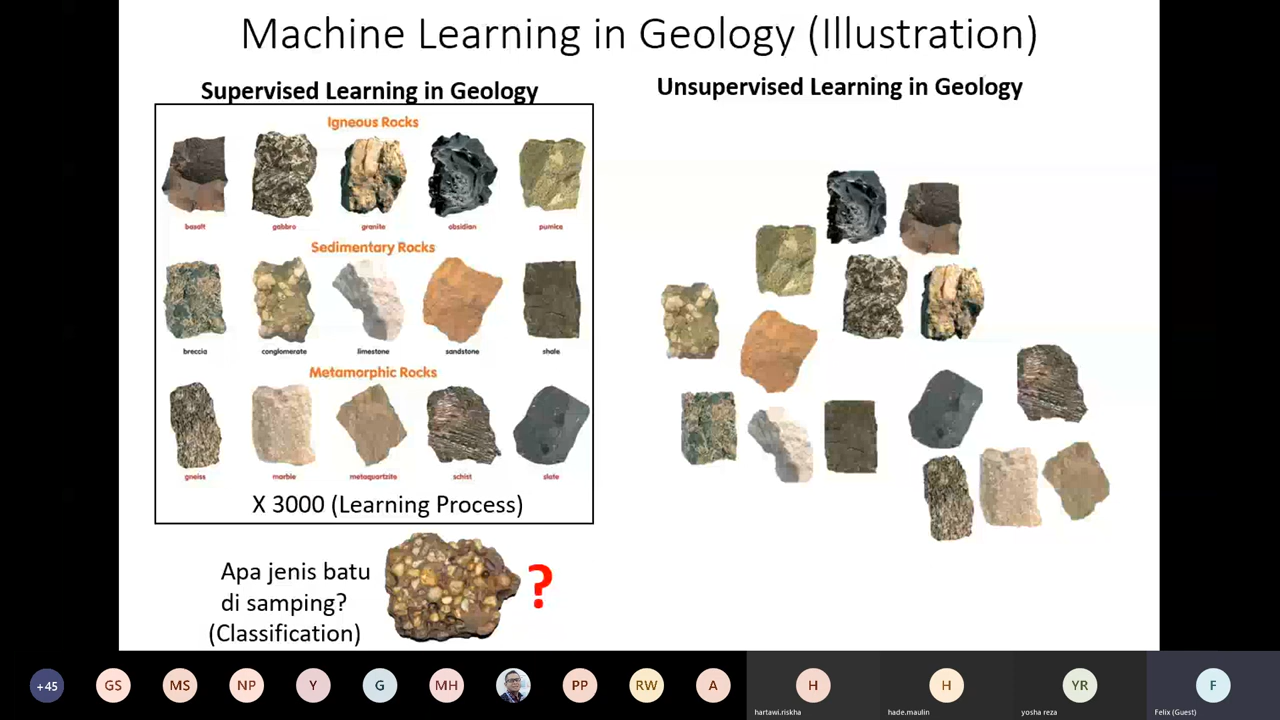 Machine Learning in Geology (Illustration)
Supervised Learning in Geology
Igneous Rocks
basalt
gabbro
granite
obsidian
pumice
Sedimentary Rocks
breccia
conglomerate
limestone
sandstone
shale
Metamorphic Rocks
gneiss
marble
metaquartzite
schist
slate
X 3000 (Learning Process)
Apa jenis batu
di samping?
(Classification)
?
Unsupervised Learning in Geology
+45
GS
MS
NP
Y
G
MH
PP
RW
A
H
hartawi.riskha
H
hade.maulin
YR
yosha reza
F
Felix (Guest)